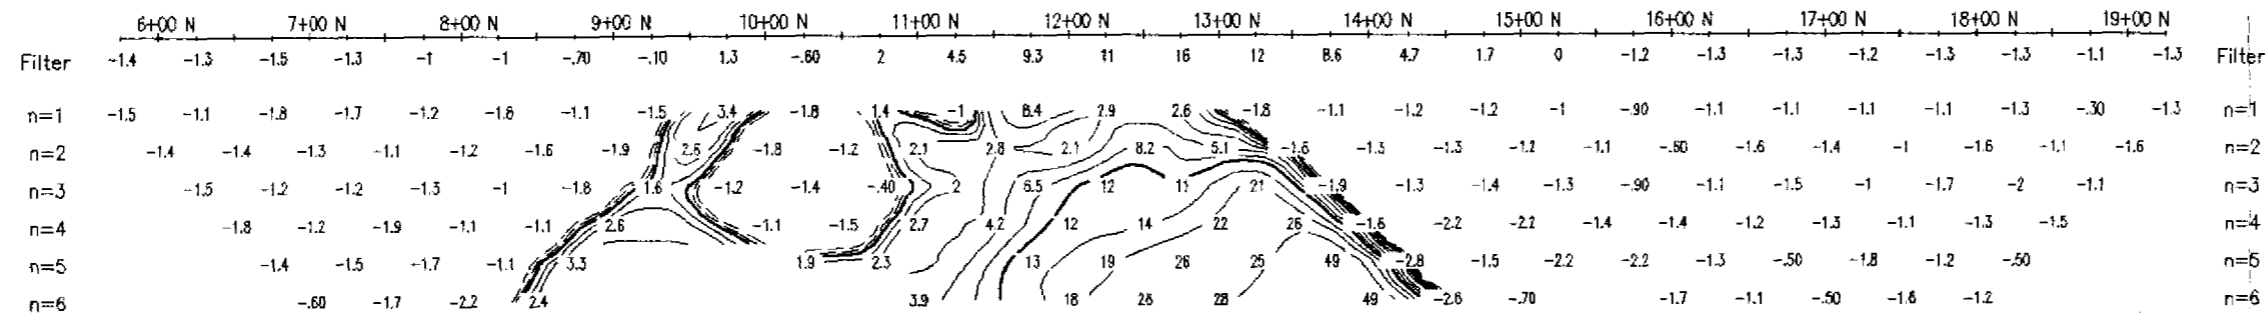 6+00 N 7+00 N 8+00 N 9+00 N 10+00 N 11+00 N 12+00 N 13+00 N 14+00 N 15+00 N 16+00 N 17+00 N 18+00 N 19+00 N
Filter -1.4 -1.3 -1.5 -1.3 -1 -1 -.70 -.10 1.3 -.60 2 4.5 9.3 11 16 12 8.6 4.7 1.7 0 -1.2 -1.3 -1.3 -1.2 -1.3 -1.3 -1.1 -1.3 Filter
n=1 -1.5 -1.1 -1.8 -1.7 -1.2 -1.8 -1.1 -1.5 3.4 -1.8 1.4 -1 8.4 2.9 2.6 -1.8 -1.1 -1.2 -1.2 -1 -.90 -1.1 -1.1 -1.1 -1.1 -1.3 -.30 -1.3 n=1
n=2 -1.4 -1.4 -1.3 -1.1 -1.2 -1.6 -1.9 2.6 -1.8 -1.2 2.1 2.8 2.1 8.2 5.1 -1.6 -1.3 -1.3 -1.2 -1.1 -.60 -1.6 -1.4 -1 -1.6 -1.1 -1.6 n=2
n=3 -1.5 -1.2 -1.2 -1.3 -1 -1.8 1.6 -1.2 -1.4 -.40 2 6.5 12 11 21 -1.9 -1.3 -1.4 -1.3 -.90 -1.1 -1.5 -1 -1.7 -2 -1.1 n=3
n=4 -1.8 -1.2 -1.9 -1.1 -1.1 2.6 -1.1 -1.5 2.7 4.2 12 14 22 26 -1.6 -2.2 -2.2 -1.4 -1.4 -1.2 -1.3 -1.1 -1.3 -1.5 n=4
n=5 -1.4 -1.5 -1.7 -1.1 3.3 1.9 2.3 13 19 26 25 49 -2.8 -1.5 -2.2 -2.2 -1.3 -.50 -1.8 -1.2 -.50 n=5
n=6 -.60 -1.7 -2.2 2.4 3.9 18 28 49 -2.6 -.70 -1.7 -1.1 -.50 -1.6 -1.2 n=6